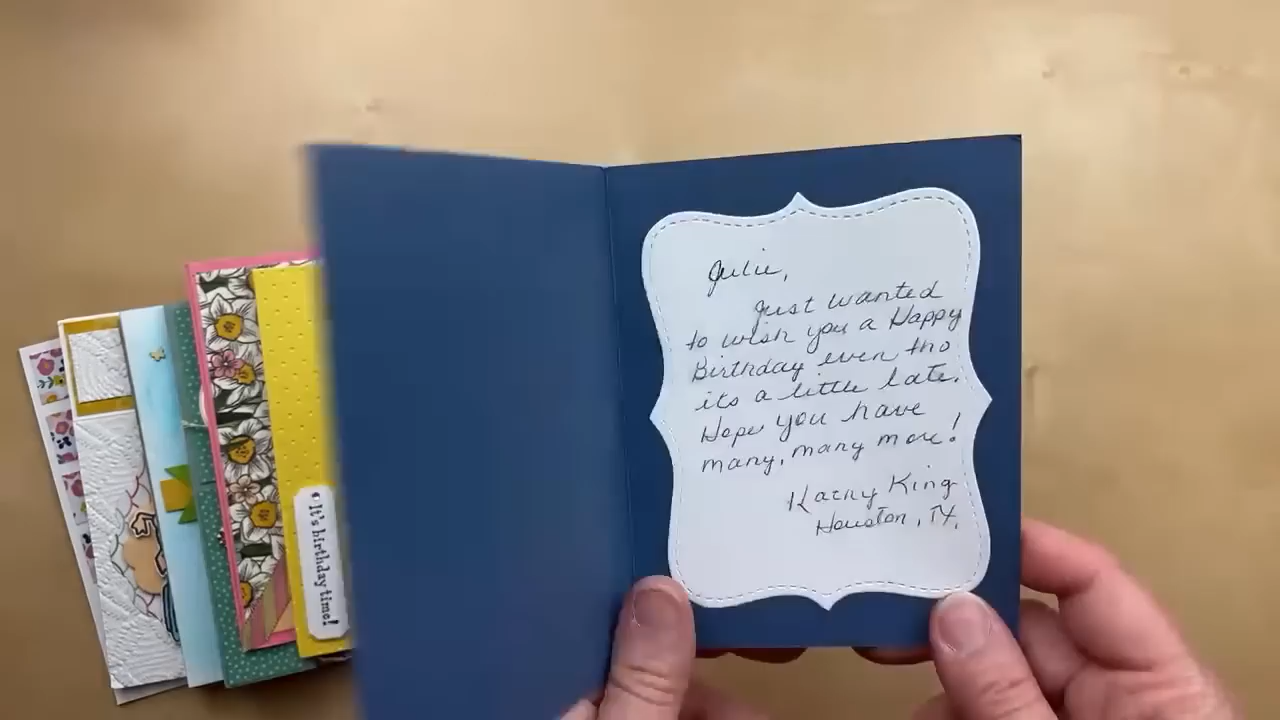 Julie,
Just wanted
to wish you a Happy
Birthday even tho
its a little late.
Hope you have
many, many more!
Kathy King
Houston, TX.
It's birthday time!